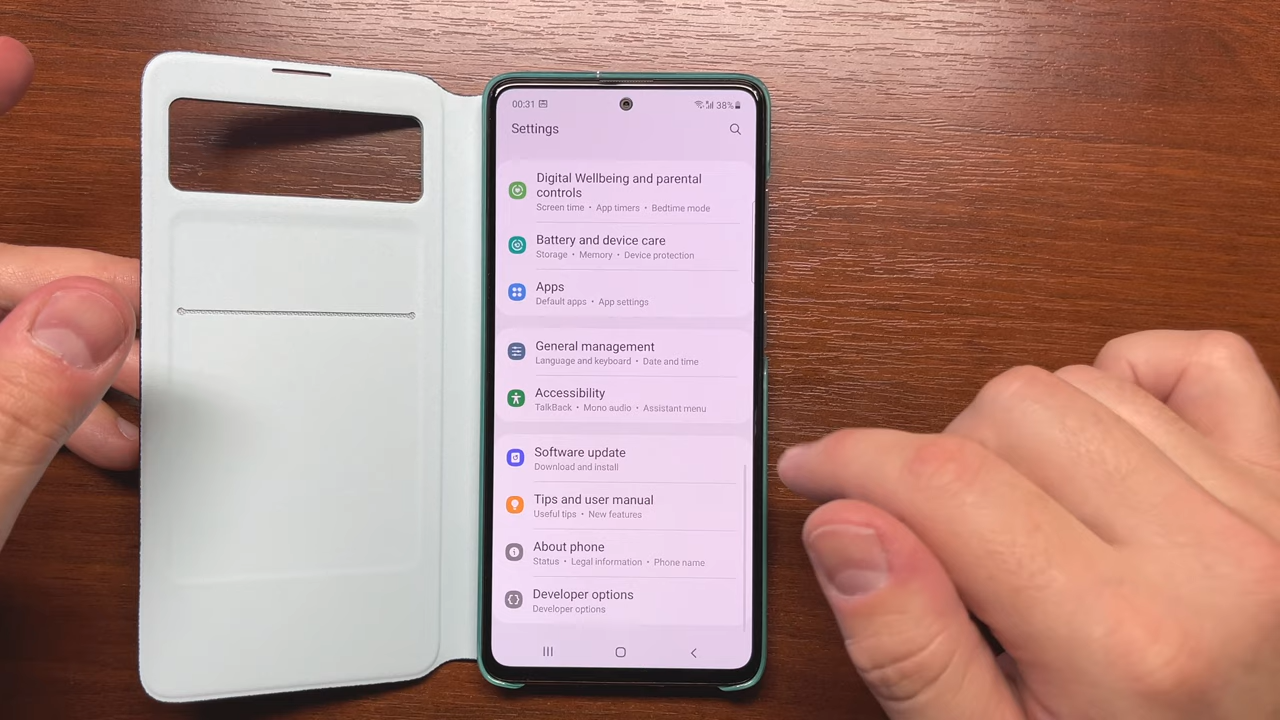 00:31 38%
Settings
Digital Wellbeing and parental
controls
Screen time • App timers • Bedtime mode
Battery and device care
Storage • Memory • Device protection
Apps
Default apps • App settings
General management
Language and keyboard • Date and time
Accessibility
TalkBack • Mono audio • Assistant menu
Software update
Download and install
Tips and user manual
Useful tips • New features
About phone
Status • Legal information • Phone name
Developer options
Developer options